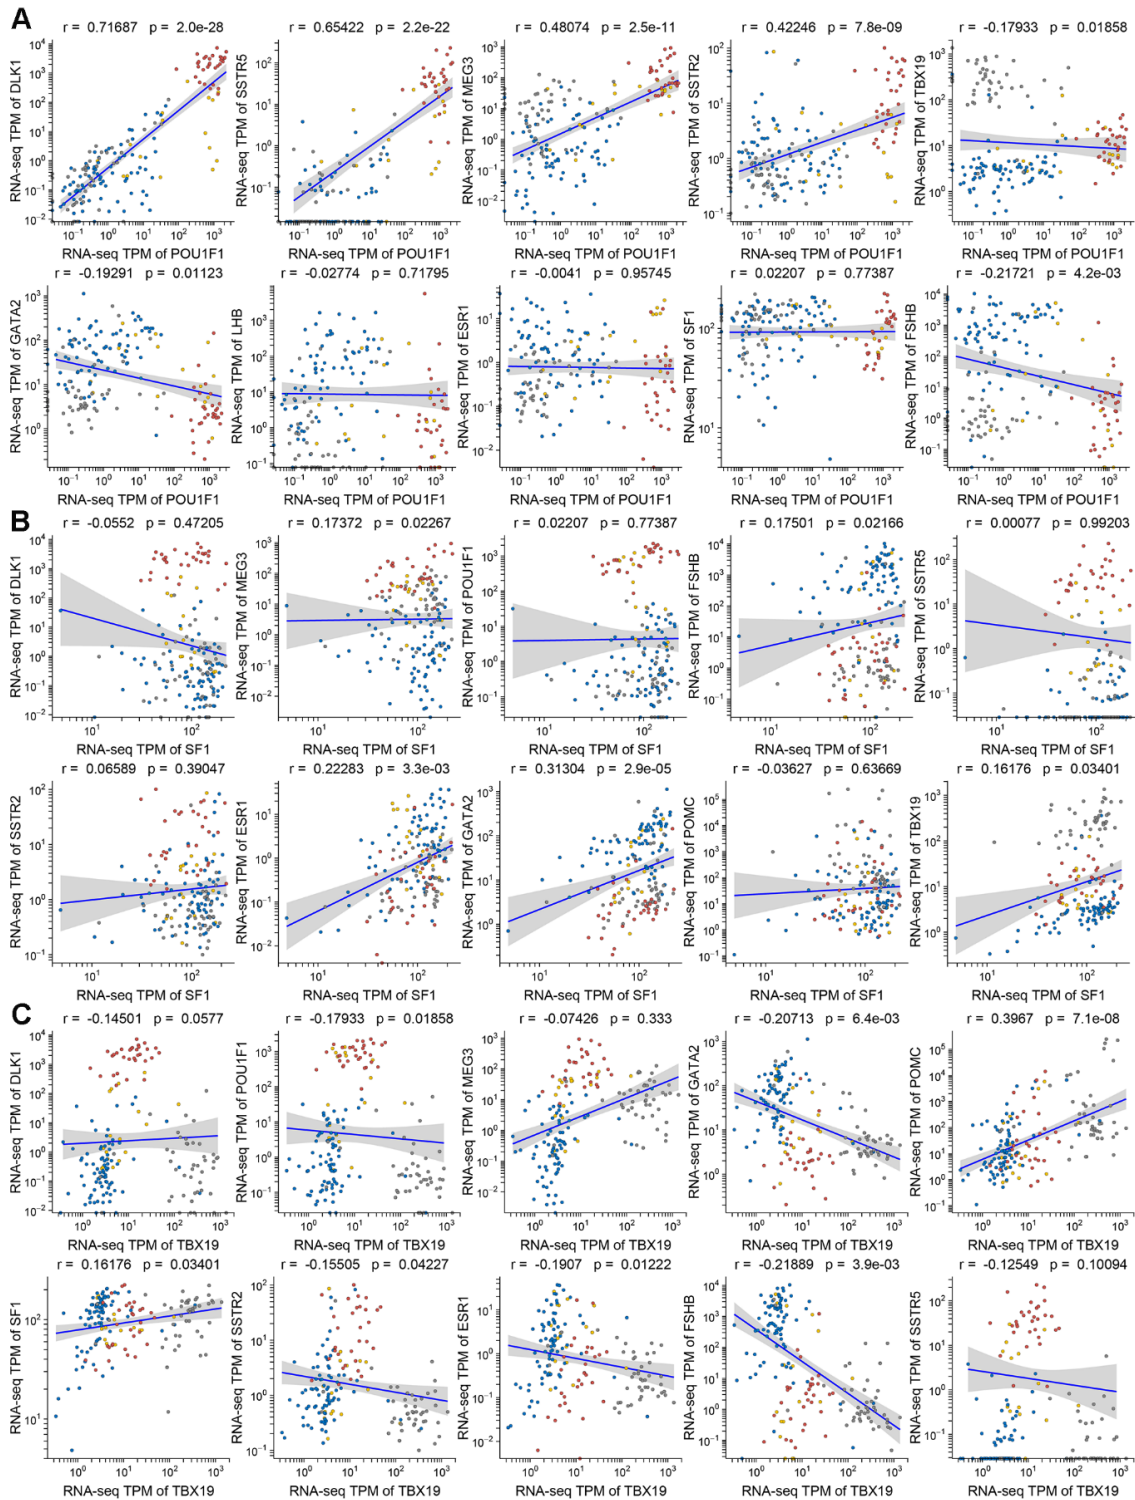 A
r = 0.71687 p = 2.0e-28
r = 0.65422 p = 2.2e-22
r = 0.48074 p = 2.5e-11
r = 0.42246 p = 7.8e-09
r = -0.17933 p = 0.01858
RNA-seq TPM of DLK1
RNA-seq TPM of SSTR5
RNA-seq TPM of MEG3
RNA-seq TPM of SSTR2
RNA-seq TPM of TBX19
RNA-seq TPM of POU1F1
RNA-seq TPM of POU1F1
RNA-seq TPM of POU1F1
RNA-seq TPM of POU1F1
RNA-seq TPM of POU1F1
r = -0.19291 p = 0.01123
r = -0.02774 p = 0.71795
r = -0.0041 p = 0.95745
r = 0.02207 p = 0.77387
r = -0.21721 p = 4.2e-03
RNA-seq TPM of GATA2
RNA-seq TPM of LHB
RNA-seq TPM of ESR1
RNA-seq TPM of SF1
RNA-seq TPM of FSHB
RNA-seq TPM of POU1F1
RNA-seq TPM of POU1F1
RNA-seq TPM of POU1F1
RNA-seq TPM of POU1F1
RNA-seq TPM of POU1F1
B
r = -0.0552 p = 0.47205
r = 0.17372 p = 0.02267
r = 0.02207 p = 0.77387
r = 0.17501 p = 0.02166
r = 0.00077 p = 0.99203
RNA-seq TPM of DLK1
RNA-seq TPM of MEG3
RNA-seq TPM of POU1F1
RNA-seq TPM of FSHB
RNA-seq TPM of SSTR5
RNA-seq TPM of SF1
RNA-seq TPM of SF1
RNA-seq TPM of SF1
RNA-seq TPM of SF1
RNA-seq TPM of SF1
r = 0.06589 p = 0.39047
r = 0.22283 p = 3.3e-03
r = 0.31304 p = 2.9e-05
r = -0.03627 p = 0.63669
r = 0.16176 p = 0.03401
RNA-seq TPM of SSTR2
RNA-seq TPM of ESR1
RNA-seq TPM of GATA2
RNA-seq TPM of POMC
RNA-seq TPM of TBX19
RNA-seq TPM of SF1
RNA-seq TPM of SF1
RNA-seq TPM of SF1
RNA-seq TPM of SF1
RNA-seq TPM of SF1
C
r = -0.14501 p = 0.0577
r = -0.17933 p = 0.01858
r = -0.07426 p = 0.333
r = -0.20713 p = 6.4e-03
r = 0.3967 p = 7.1e-08
RNA-seq TPM of DLK1
RNA-seq TPM of POU1F1
RNA-seq TPM of MEG3
RNA-seq TPM of GATA2
RNA-seq TPM of POMC
RNA-seq TPM of TBX19
RNA-seq TPM of TBX19
RNA-seq TPM of TBX19
RNA-seq TPM of TBX19
RNA-seq TPM of TBX19
r = 0.16176 p = 0.03401
r = -0.15505 p = 0.04227
r = -0.1907 p = 0.01222
r = -0.21889 p = 3.9e-03
r = -0.12549 p = 0.10094
RNA-seq TPM of SF1
RNA-seq TPM of SSTR2
RNA-seq TPM of ESR1
RNA-seq TPM of FSHB
RNA-seq TPM of SSTR5
RNA-seq TPM of TBX19
RNA-seq TPM of TBX19
RNA-seq TPM of TBX19
RNA-seq TPM of TBX19
RNA-seq TPM of TBX19